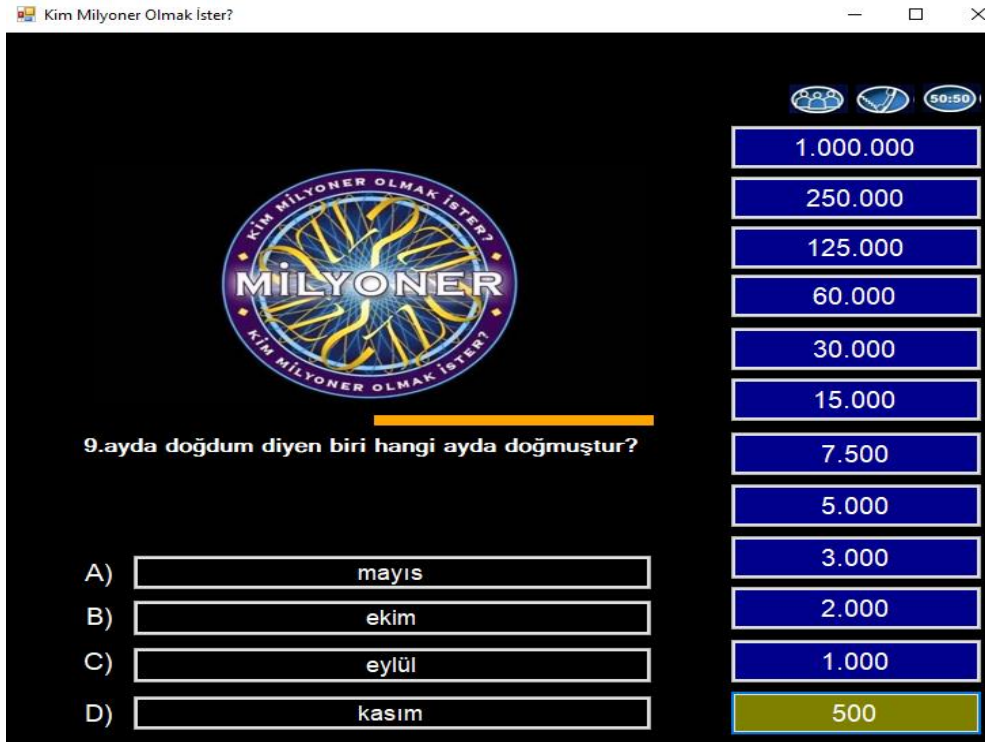 Kim Milyoner Olmak İster?
50:50
1.000.000
250.000
125.000
60.000
30.000
15.000
7.500
5.000
3.000
2.000
1.000
500
KİM MİLYONER OLMAK İSTER?
MİLYONER
KİM MİLYONER OLMAK İSTER?
9.ayda doğdum diyen biri hangi ayda doğmuştur?
A) mayıs
B) ekim
C) eylül
D) kasım